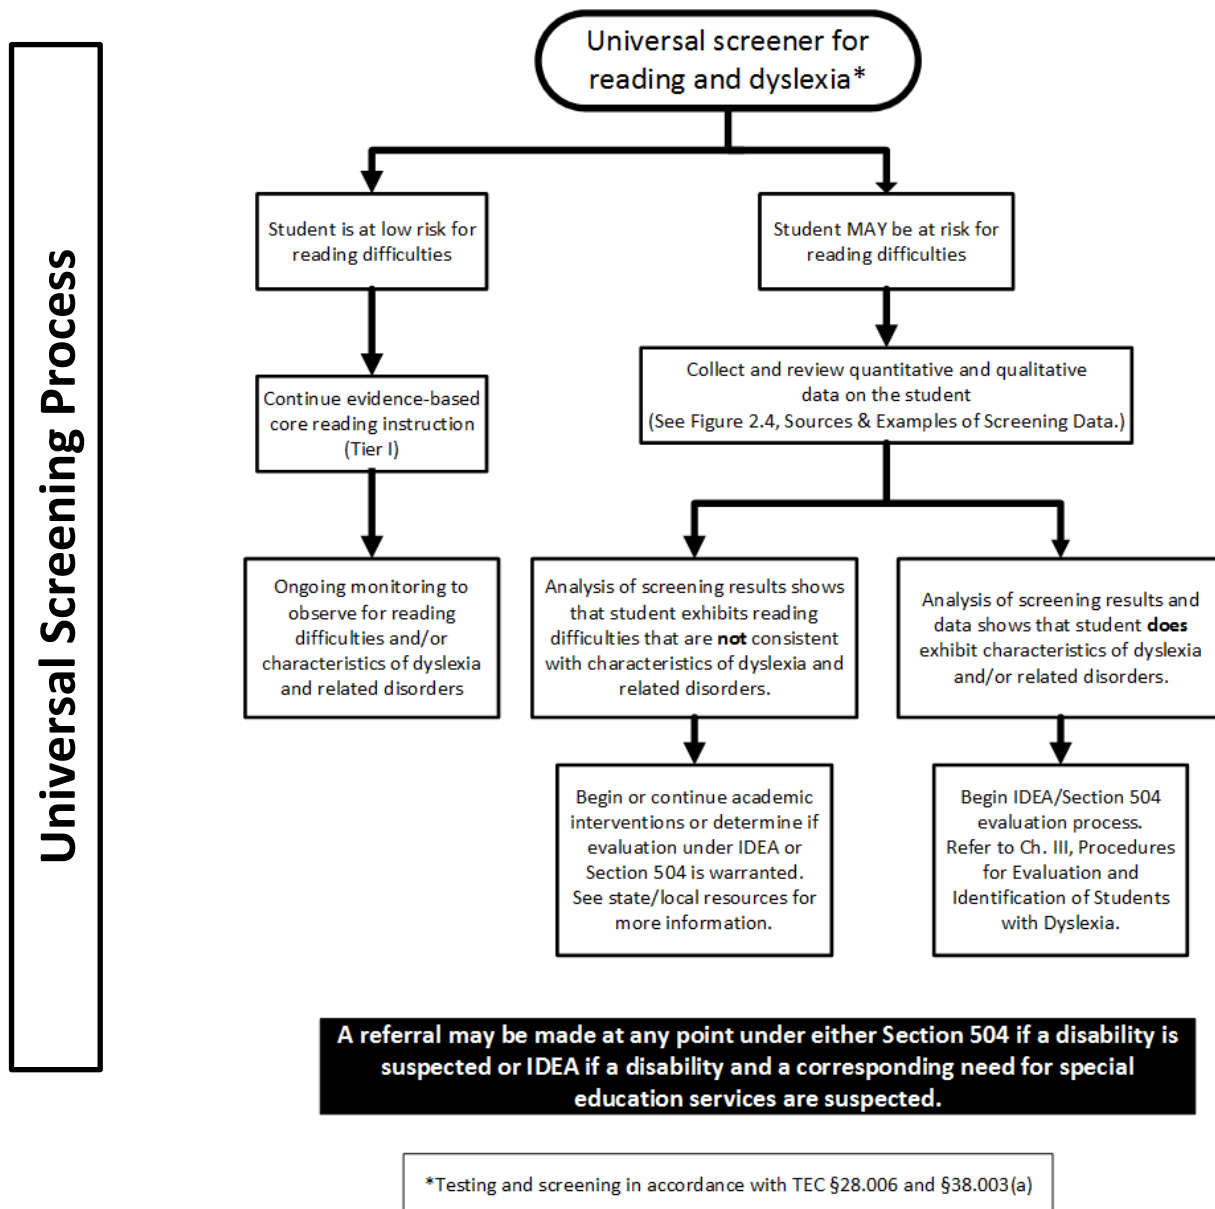 Universal Screening Process
Universal screener for
reading and dyslexia*
Student is at low risk for
reading difficulties
Student MAY be at risk for
reading difficulties
Continue evidence-based
core reading instruction
(Tier I)
Collect and review quantitative and qualitative
data on the student
(See Figure 2.4, Sources & Examples of Screening Data.)
Ongoing monitoring to
observe for reading
difficulties and/or
characteristics of dyslexia
and related disorders
Analysis of screening results shows
that student exhibits reading
difficulties that are not consistent
with characteristics of dyslexia and
related disorders.
Analysis of screening results and
data shows that student does
exhibit characteristics of dyslexia
and/or related disorders.
Begin or continue academic
interventions or determine if
evaluation under IDEA or
Section 504 is warranted.
See state/local resources for
more information.
Begin IDEA/Section 504
evaluation process.
Refer to Ch. III, Procedures
for Evaluation and
Identification of Students
with Dyslexia.
A referral may be made at any point under either Section 504 if a disability is
suspected or IDEA if a disability and a corresponding need for special
education services are suspected.
*Testing and screening in accordance with TEC §28.006 and §38.003(a)